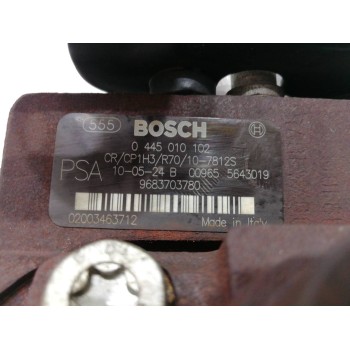 555 BOSCH
0 445 010 102
CR/CP1H3/R70/10-7812S
PSA 10-05-24 B 00965 5643019
9683703780
02003463712 Made in Italy